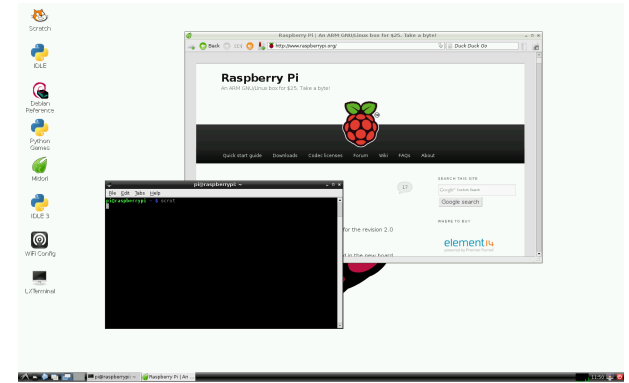 Scratch
IDLE
Debian
Reference
Python
Games
Midori
IDLE 3
WiFi Config
LXTerminal
Raspberry Pi | An ARM GNU/Linux box for $25. Take a byte!
Back
http://www.raspberrypi.org/
Duck Duck Go
Raspberry Pi
An ARM GNU/Linux box for $25. Take a byte!
Quick start guide Downloads Codec licenses Forum Wiki FAQs About
17
SEARCH THIS SITE
Google™
Google search
WHERE TO BUY
element14
for the revision 2.0
d in the new board
pi@raspberrypi: ~
File Edit Tabs Help
pi@raspberrypi ~ $ scrot
pi@raspberrypi: ~
Raspberry Pi | An ...
11:50